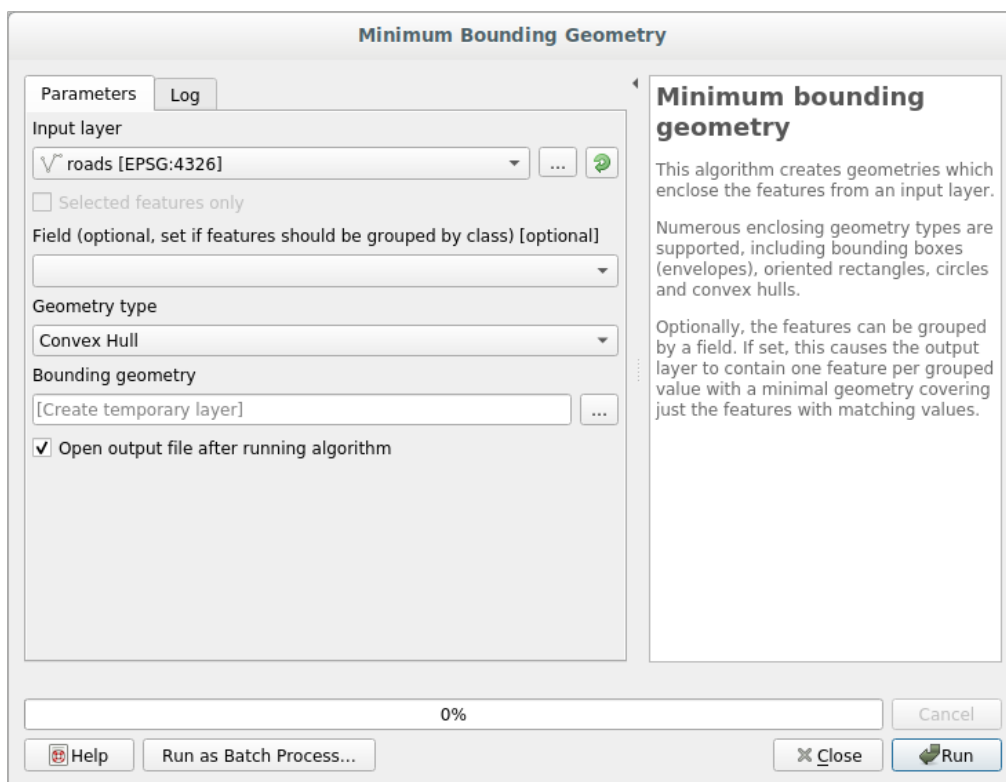 Minimum Bounding Geometry
Parameters
Log
Input layer
roads [EPSG:4326]
...
Selected features only
Field (optional, set if features should be grouped by class) [optional]
Geometry type
Convex Hull
Bounding geometry
[Create temporary layer]
...
Open output file after running algorithm
Minimum bounding
geometry
This algorithm creates geometries which
enclose the features from an input layer.
Numerous enclosing geometry types are
supported, including bounding boxes
(envelopes), oriented rectangles, circles
and convex hulls.
Optionally, the features can be grouped
by a field. If set, this causes the output
layer to contain one feature per grouped
value with a minimal geometry covering
just the features with matching values.
0%
Cancel
Help
Run as Batch Process...
Close
Run